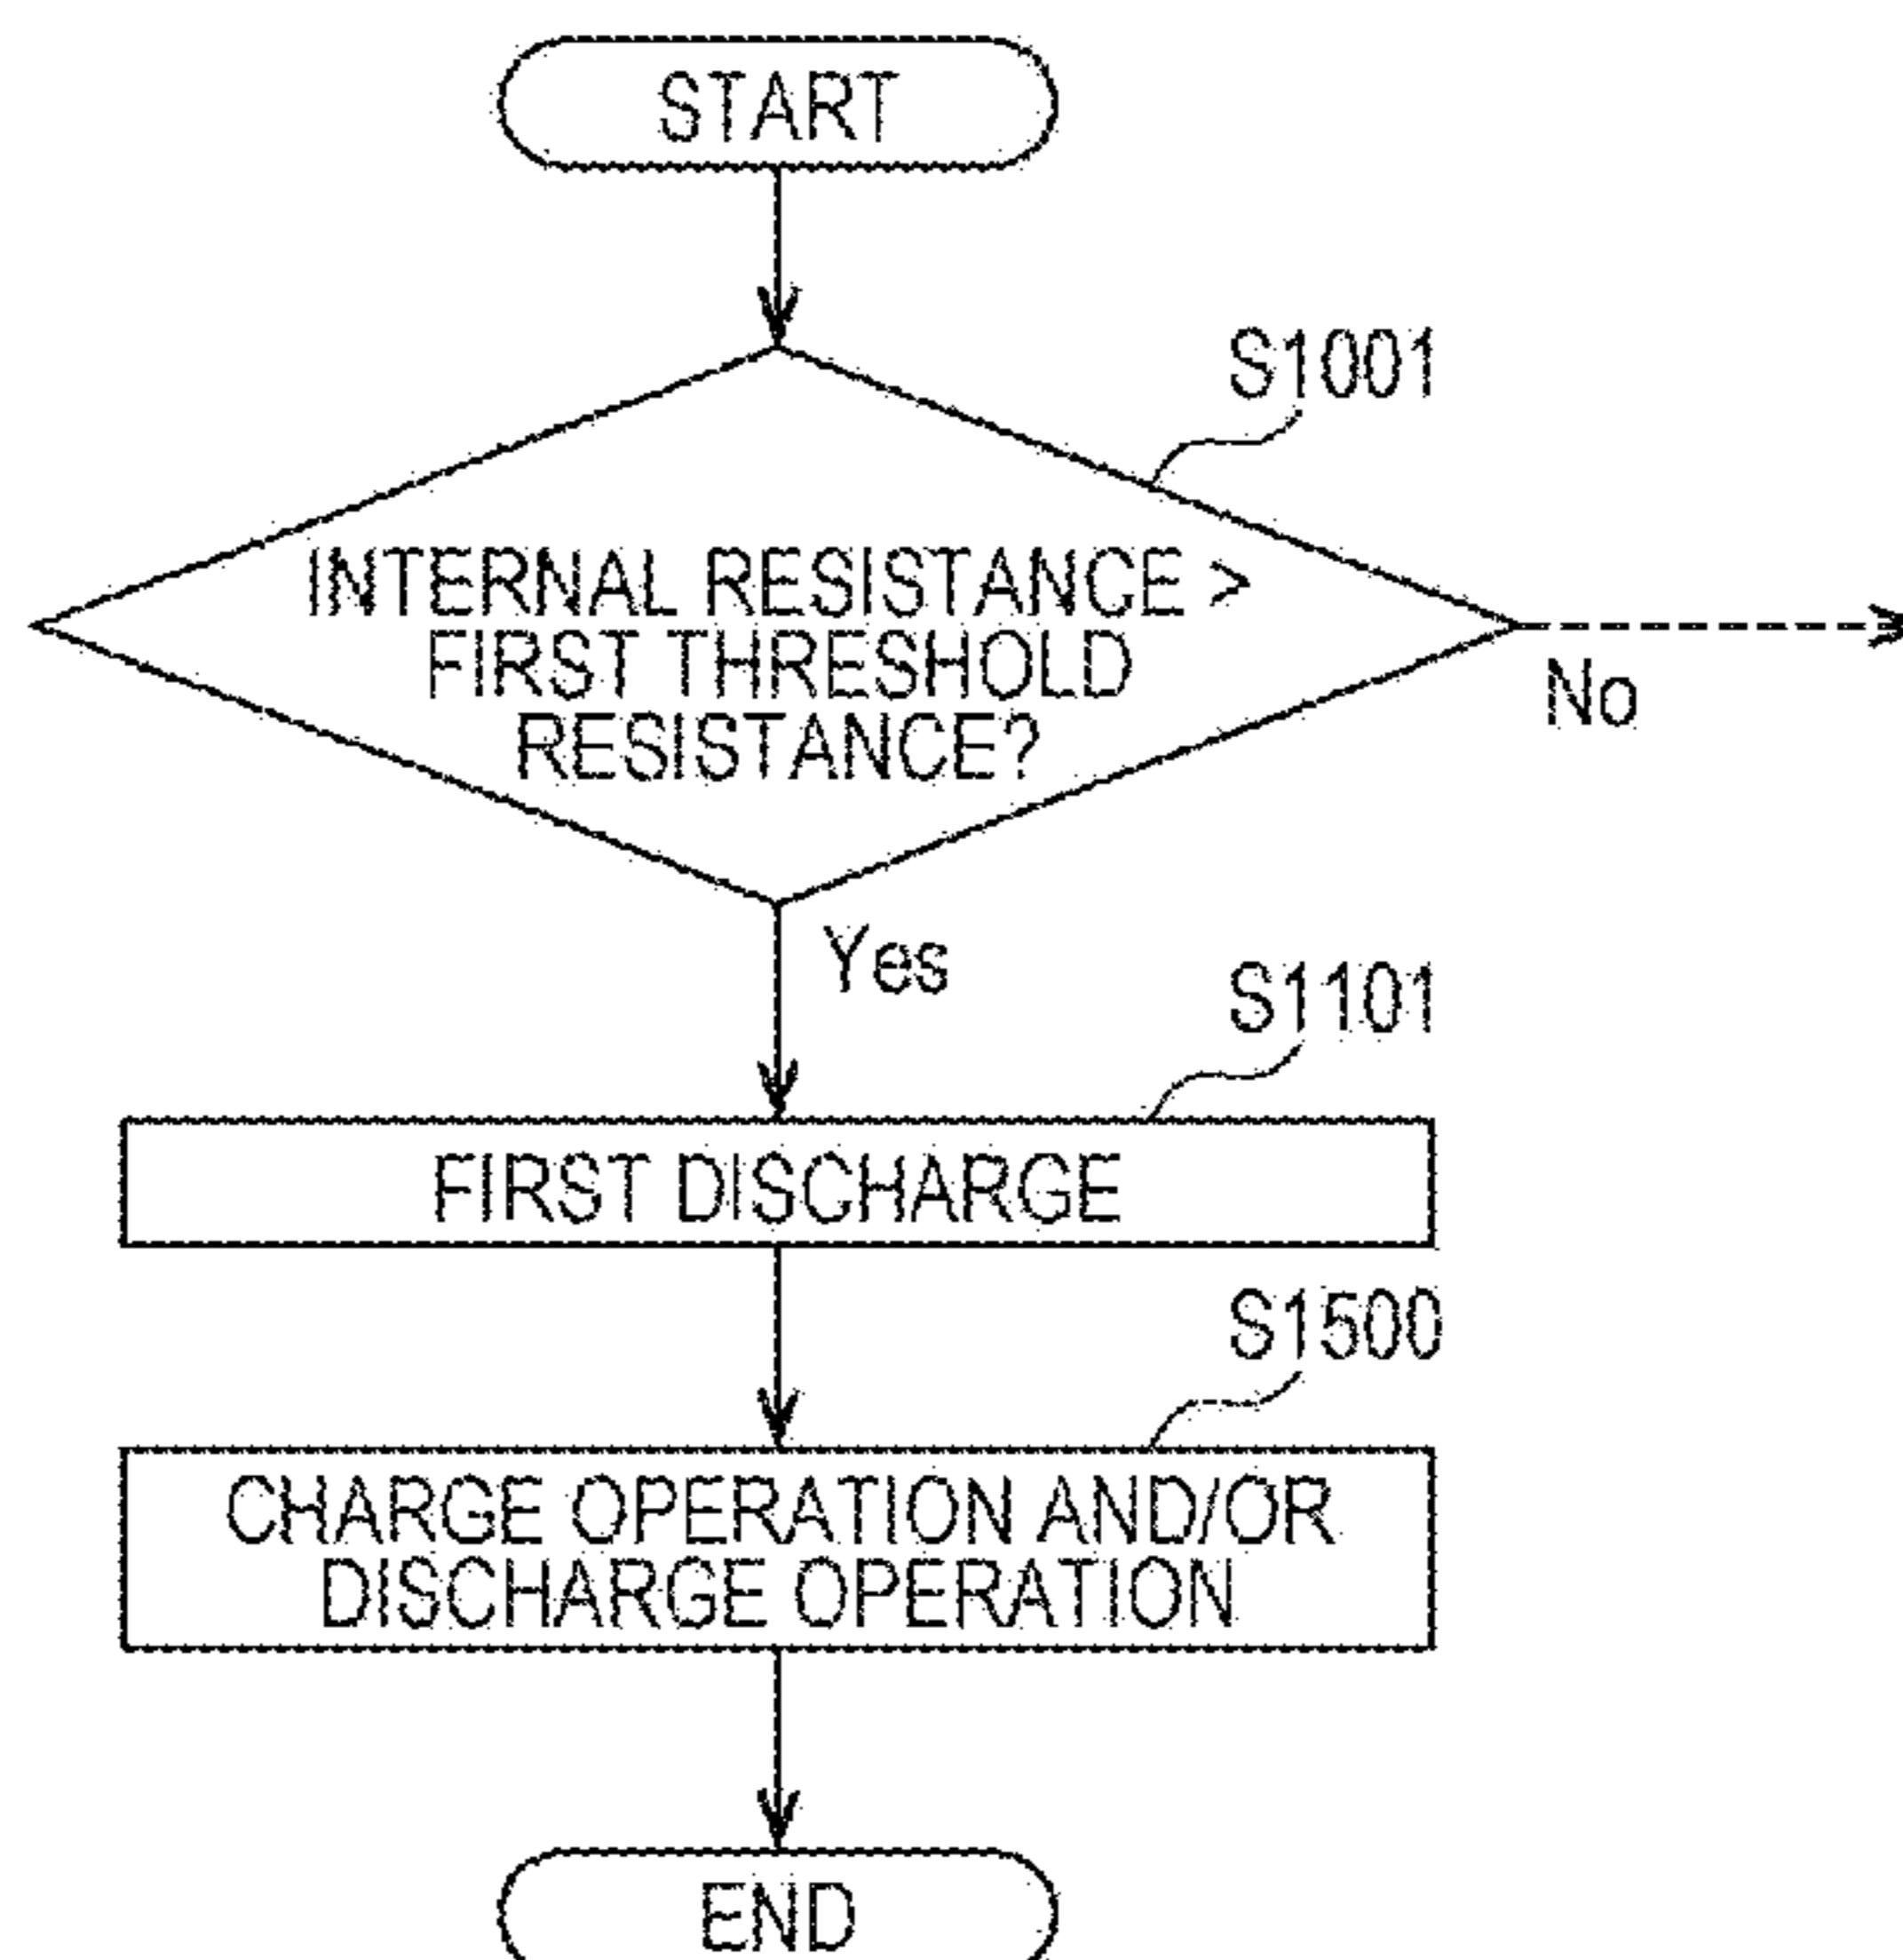 START
S1001
INTERNAL RESISTANCE >
FIRST THRESHOLD
RESISTANCE?
No
Yes
S1101
FIRST DISCHARGE
S1500
CHARGE OPERATION AND/OR
DISCHARGE OPERATION
END